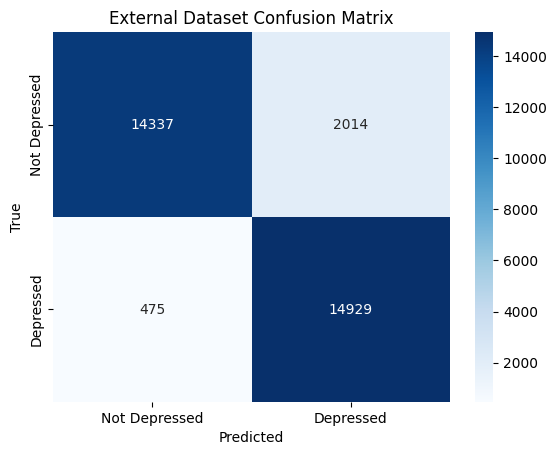 External Dataset Confusion Matrix
True
Not Depressed
14337
2014
Depressed
475
14929
Not Depressed
Depressed
Predicted
14000
12000
10000
8000
6000
4000
2000